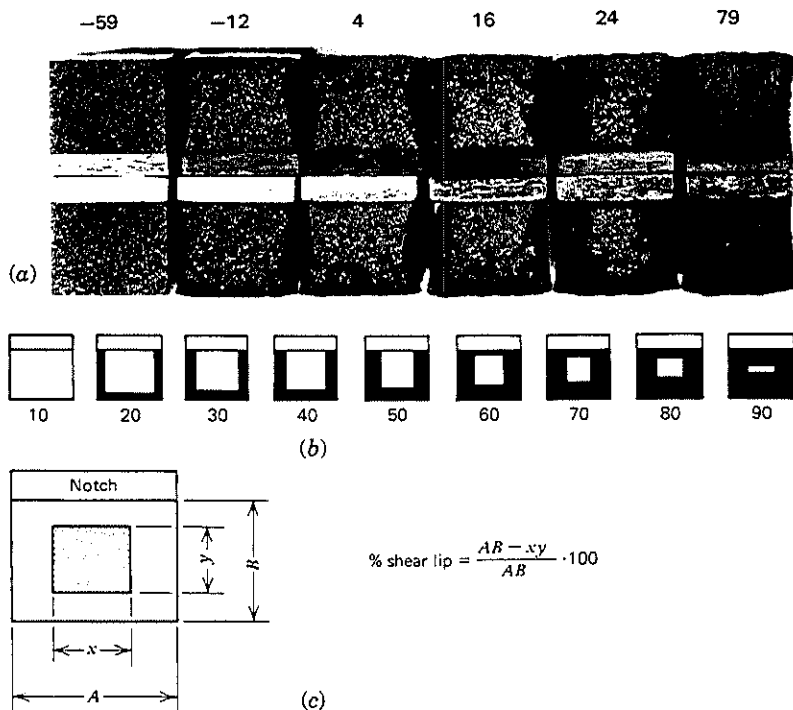 −59 −12 4 16 24 79
(a)
10 20 30 40 50 60 70 80 90
(b)
Notch
y
B
% shear lip = \frac{AB − xy}{AB} · 100
x
A
(c)